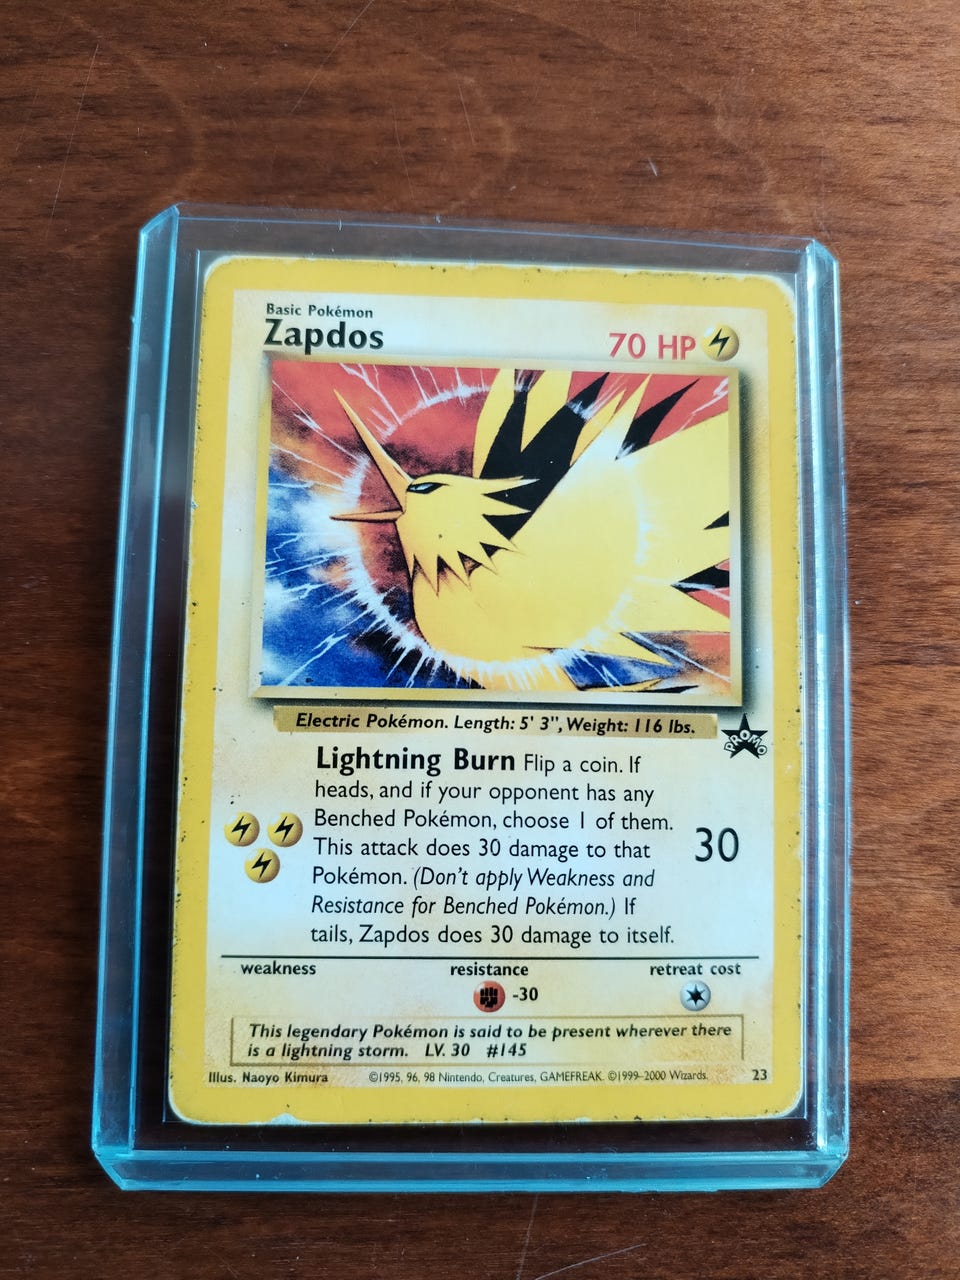 Basic Pokémon
Zapdos
70 HP
Electric Pokémon. Length: 5' 3", Weight: 116 lbs.
PROMO
Lightning Burn Flip a coin. If
heads, and if your opponent has any
Benched Pokémon, choose 1 of them.
This attack does 30 damage to that
Pokémon. (Don't apply Weakness and
Resistance for Benched Pokémon.) If
tails, Zapdos does 30 damage to itself.
30
weakness resistance retreat cost
-30
This legendary Pokémon is said to be present wherever there
is a lightning storm. LV. 30 #145
Illus. Naoyo Kimura ©1995, 96, 98 Nintendo, Creatures, GAMEFREAK. ©1999–2000 Wizards. 23